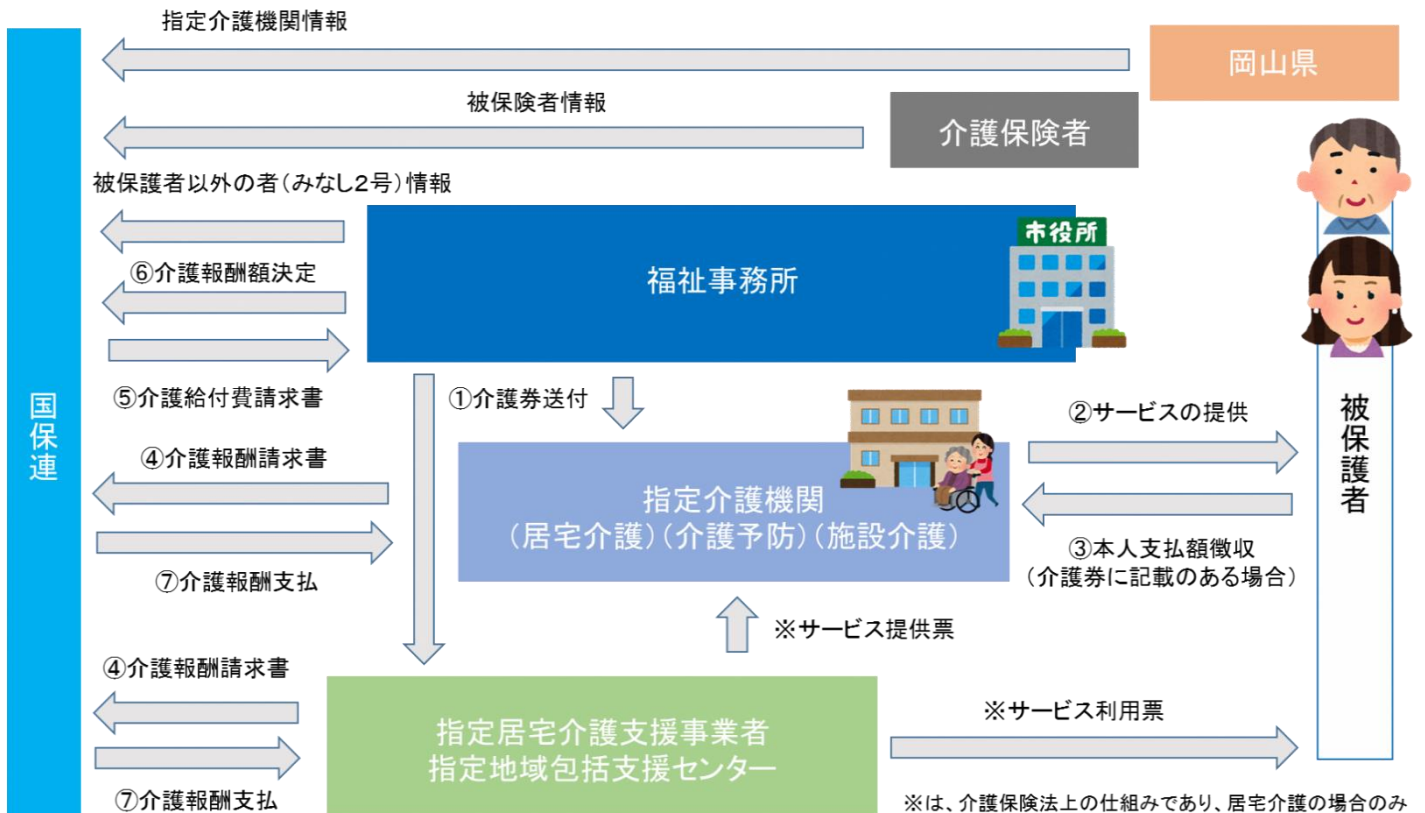 指定介護機関情報
岡山県
被保険者情報
介護保険者
被保護者以外の者(みなし2号)情報
市役所
福祉事務所
⑥介護報酬額決定
⑤介護給付費請求書
①介護券送付
国保連
②サービスの提供
被保護者
④介護報酬請求書
指定介護機関
(居宅介護)(介護予防)(施設介護)
③本人支払額徴収
(介護券に記載のある場合)
⑦介護報酬支払
※サービス提供票
④介護報酬請求書
※サービス利用票
指定居宅介護支援事業者
指定地域包括支援センター
⑦介護報酬支払
※は、介護保険法上の仕組みであり、居宅介護の場合のみ